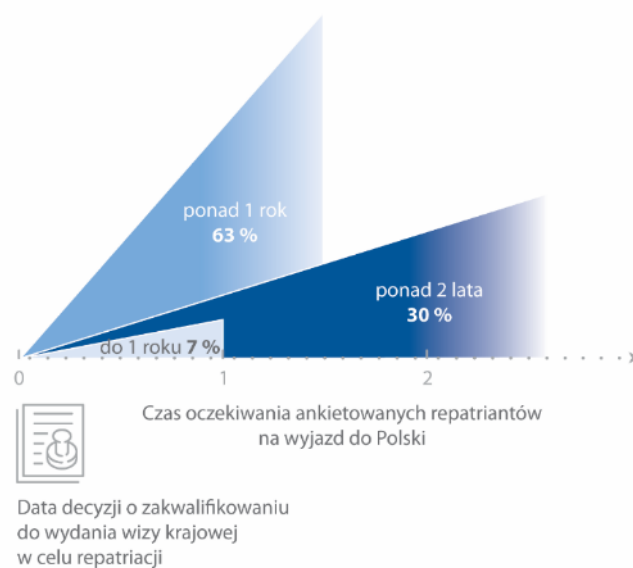 ponad 1 rok
63 %
ponad 2 lata
30 %
do 1 roku 7 %
0
1
2
Czas oczekiwania ankietowanych repatriantów
na wyjazd do Polski
Data decyzji o zakwalifikowaniu
do wydania wizy krajowej
w celu repatriacji